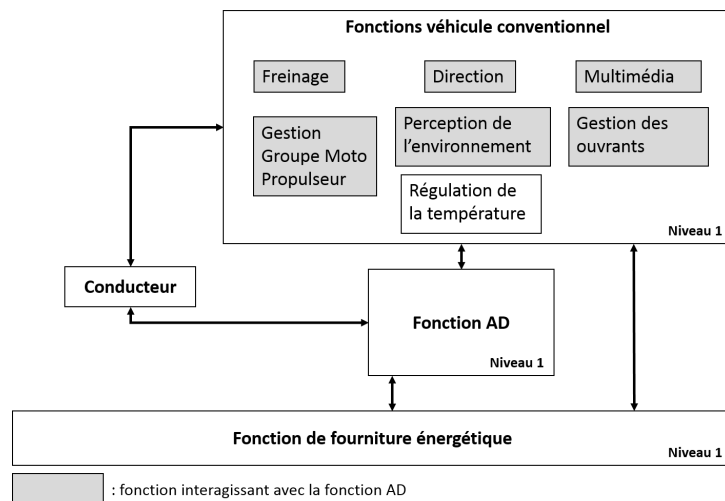 Fonctions véhicule conventionnel
Freinage
Direction
Multimédia
Gestion
Groupe Moto
Propulseur
Perception de
l'environnement
Gestion des
ouvrants
Régulation de
la température
Niveau 1
Conducteur
Fonction AD
Niveau 1
Fonction de fourniture énergétique
Niveau 1
: fonction interagissant avec la fonction AD